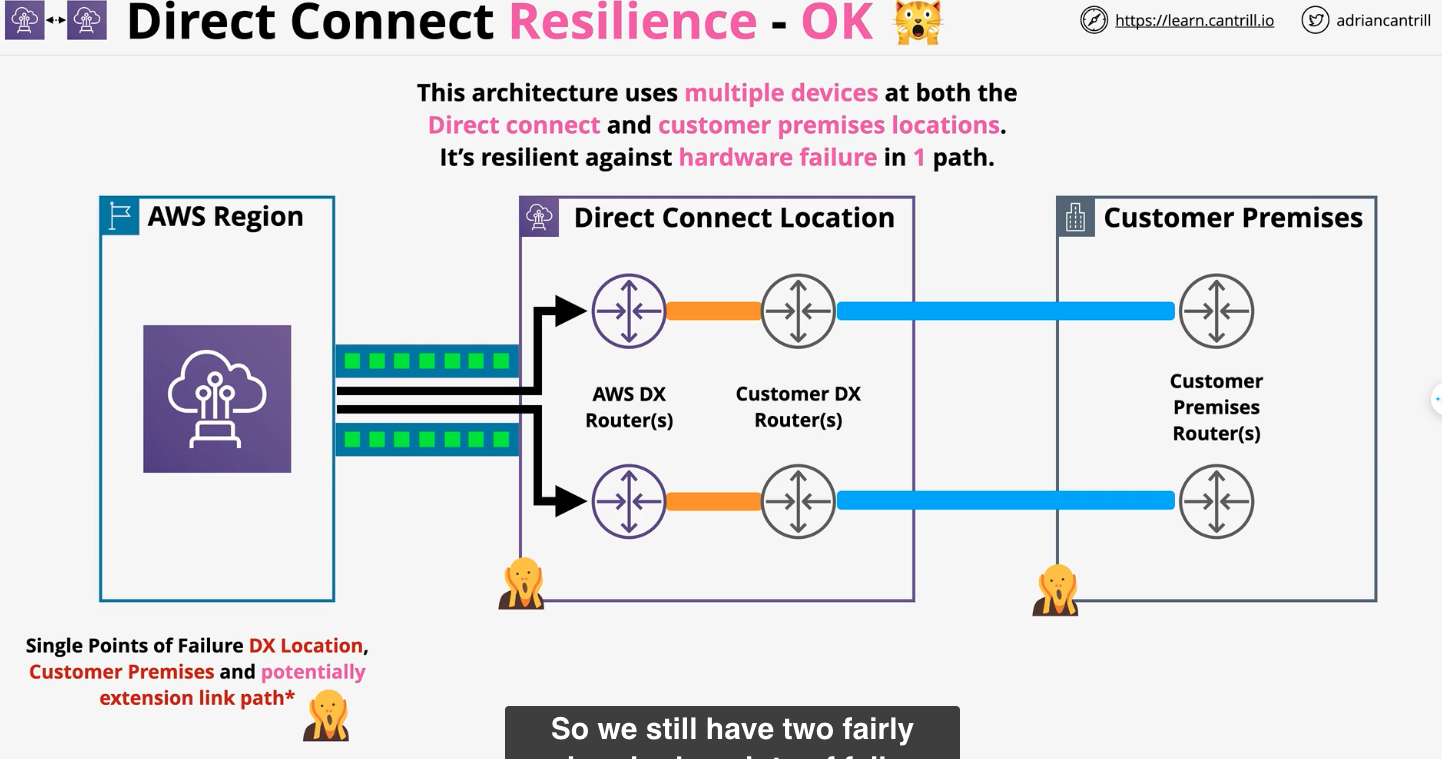 Direct Connect Resilience - OK
https://learn.cantrill.io
adriancantrill
This architecture uses multiple devices at both the
Direct connect and customer premises locations.
It’s resilient against hardware failure in 1 path.
AWS Region
Direct Connect Location
Customer Premises
AWS DX
Router(s)
Customer DX
Router(s)
Customer
Premises
Router(s)
Single Points of Failure DX Location,
Customer Premises and potentially
extension link path*
So we still have two fairly